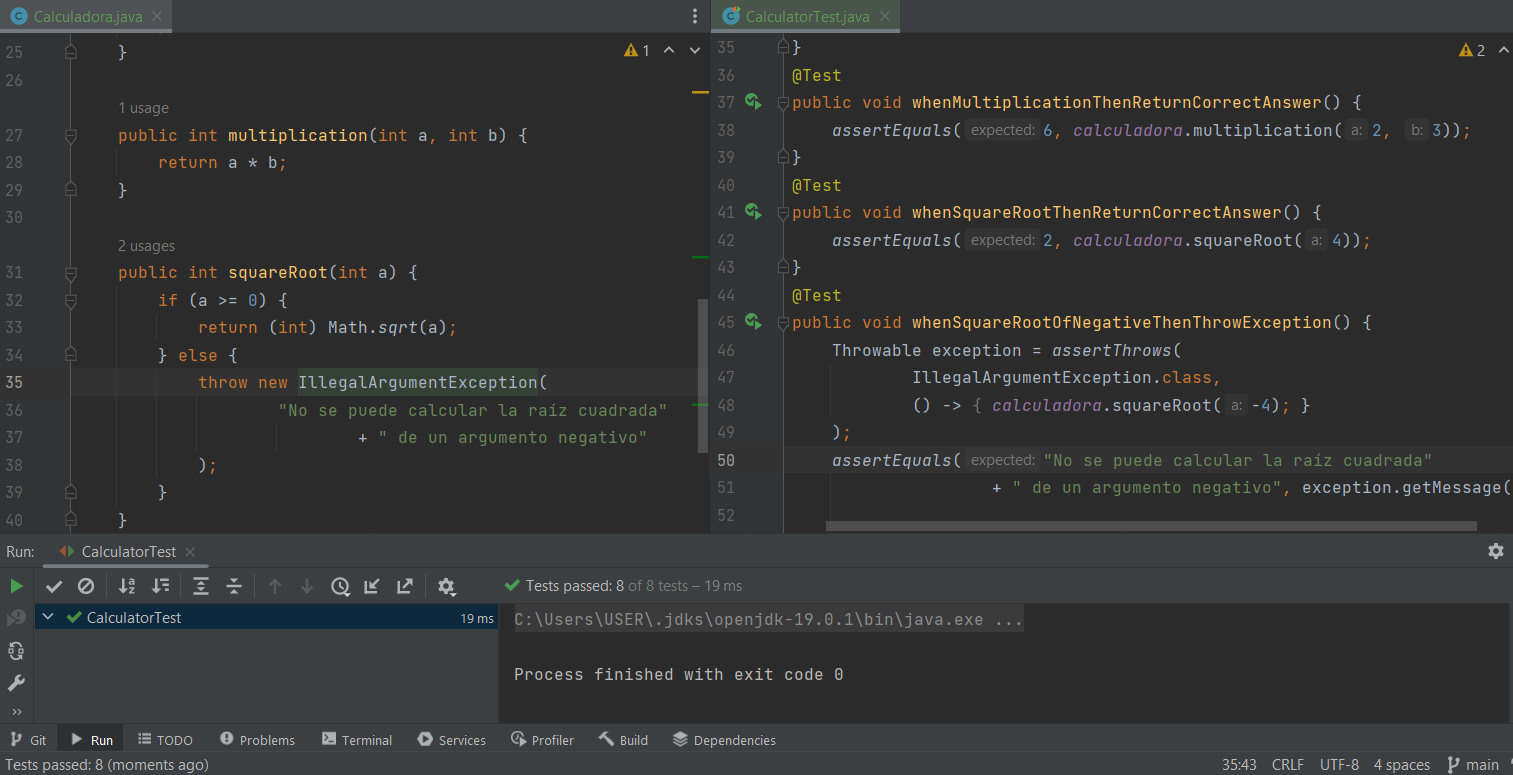 Calculadora.java
25 }
1
26
1 usage
27 public int multiplication(int a, int b) {
28 return a * b;
29 }
30
2 usages
31 public int squareRoot(int a) {
32 if (a >= 0) {
33 return (int) Math.sqrt(a);
34 } else {
35 throw new IllegalArgumentException(
36 "No se puede calcular la raíz cuadrada"
37 + " de un argumento negativo"
38 );
39 }
40 }
CalculatorTest.java
35 }
2
36 @Test
37 public void whenMultiplicationThenReturnCorrectAnswer() {
38 assertEquals( expected: 6, calculadora.multiplication( a: 2, b: 3));
39 }
40 @Test
41 public void whenSquareRootThenReturnCorrectAnswer() {
42 assertEquals( expected: 2, calculadora.squareRoot( a: 4));
43 }
44 @Test
45 public void whenSquareRootOfNegativeThenThrowException() {
46 Throwable exception = assertThrows(
47 IllegalArgumentException.class,
48 () -> { calculadora.squareRoot( a: -4); }
49 );
50 assertEquals( expected: "No se puede calcular la raíz cuadrada"
51 + " de un argumento negativo", exception.getMessage(
52
Run: CalculatorTest
Tests passed: 8 of 8 tests – 19 ms
CalculatorTest 19 ms
C:\Users\USER\.jdks\openjdk-19.0.1\bin\java.exe ...
Process finished with exit code 0
Git Run TODO Problems Terminal Services Profiler Build Dependencies
Tests passed: 8 (moments ago) 35:43 CRLF UTF-8 4 spaces main